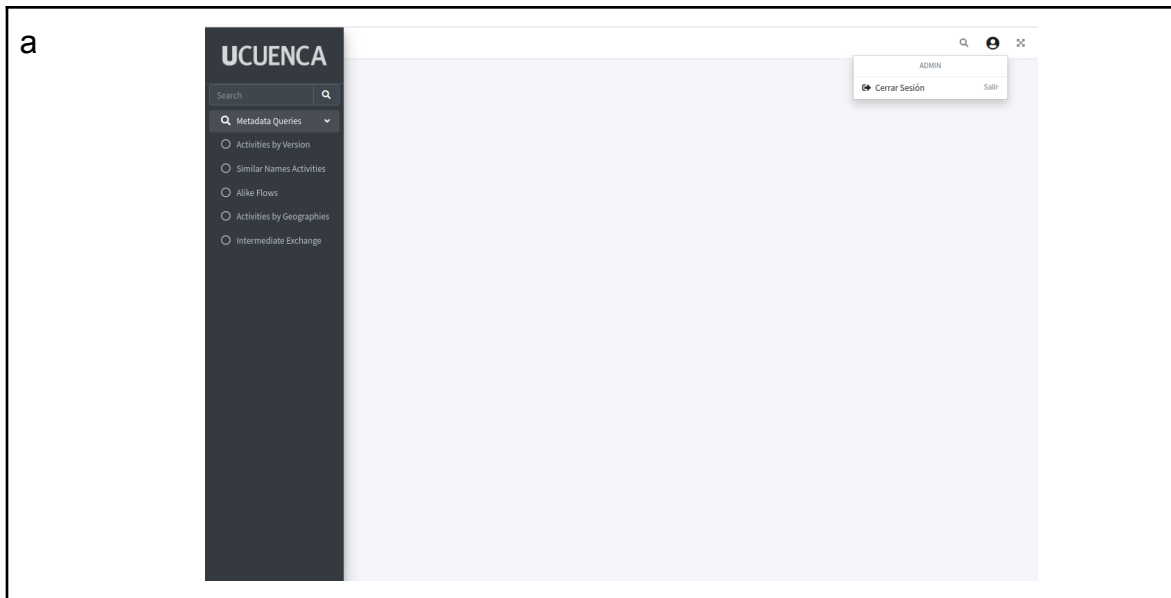 a
UCUENCA
ADMIN
Search
Cerrar Sesión Salir
Metadata Queries
Activities by Version
Similar Names Activities
Alike Flows
Activities by Geographies
Intermediate Exchange